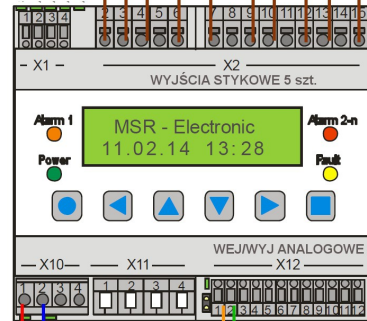 1 2 3 4 2 3 4 5 6 7 8 9 10 11 12 13 14 15
- X1 - X2
WYJŚCIA STYKOWE 5 szt.
Alarm 1 Alarm 2-n
MSR - Electronic
11.02.14 13:28
Power Fault
WEJ/WYJ ANALOGOWE
X10 X11 X12
1 2 3 4 1 2 3 4 1 2 3 4 5 6 7 8 9 10 11 12